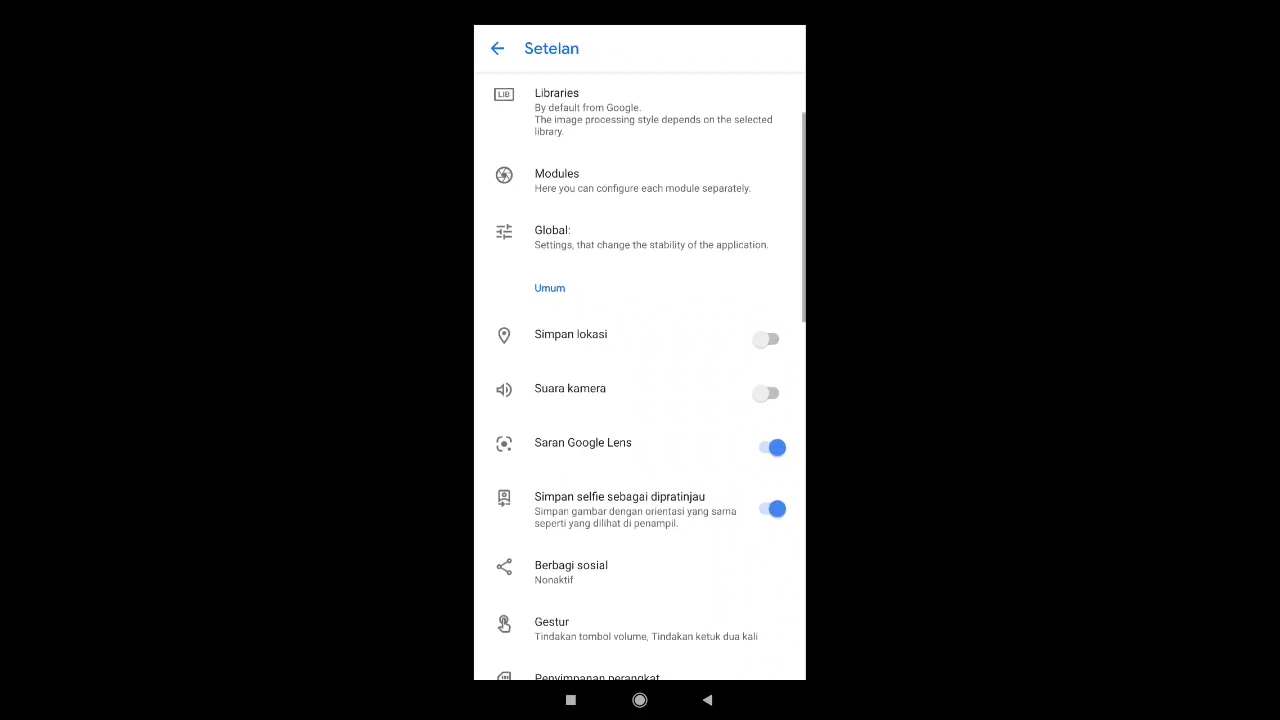 Setelan
LIB
Libraries
By default from Google.
The image processing style depends on the selected
library.
Modules
Here you can configure each module separately.
Global:
Settings, that change the stability of the application.
Umum
Simpan lokasi
Suara kamera
Saran Google Lens
Simpan selfie sebagai dipratinjau
Simpan gambar dengan orientasi yang sama
seperti yang dilihat di penampil.
Berbagi sosial
Nonaktif
Gestur
Tindakan tombol volume, Tindakan ketuk dua kali
Penyimpanan perangkat